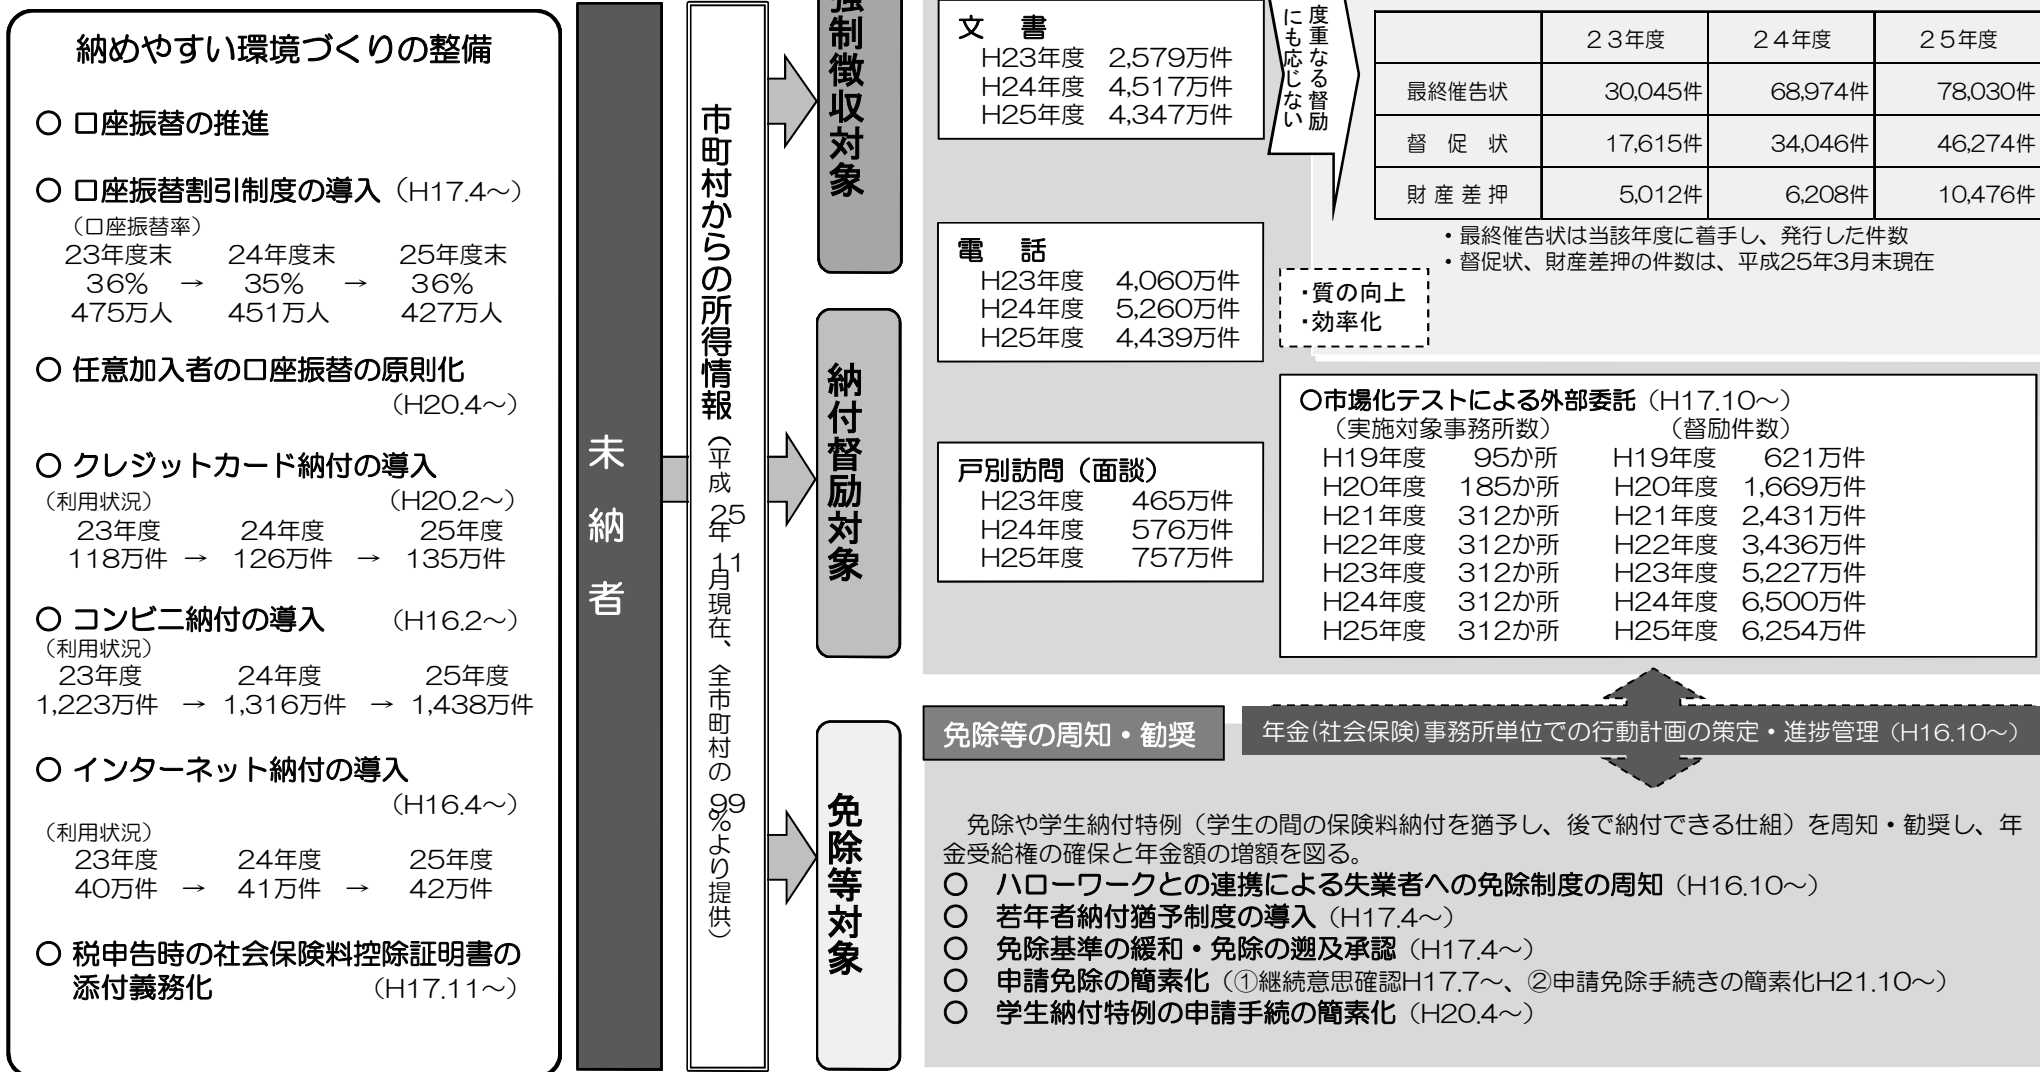 納めやすい環境づくりの整備
○ 口座振替の推進
○ 口座振替割引制度の導入（H17.4～）
（口座振替率）
23年度末 24年度末 25年度末
36% → 35% → 36%
475万人 451万人 427万人
○ 任意加入者の口座振替の原則化
（H20.4～）
○ クレジットカード納付の導入
（利用状況） （H20.2～）
23年度 24年度 25年度
118万件 → 126万件 → 135万件
○ コンビニ納付の導入 （H16.2～）
（利用状況）
23年度 24年度 25年度
1,223万件 → 1,316万件 → 1,438万件
○ インターネット納付の導入
（H16.4～）
（利用状況）
23年度 24年度 25年度
40万件 → 41万件 → 42万件
○ 税申告時の社会保険料控除証明書の
添付義務化 （H17.11～）
未納者
市町村からの所得情報（平成25年11月現在、全市町村の99%より提供）
強制徴収対象
納付督励対象
免除等対象
文 書
H23年度 2,579万件
H24年度 4,517万件
H25年度 4,347万件
電 話
H23年度 4,060万件
H24年度 5,260万件
H25年度 4,439万件
戸別訪問（面談）
H23年度 465万件
H24年度 576万件
H25年度 757万件
度重なる督励
にも応じない
23年度 24年度 25年度
最終催告状 30,045件 68,974件 78,030件
督 促 状 17,615件 34,046件 46,274件
財 産 差 押 5,012件 6,208件 10,476件
・最終催告状は当該年度に着手し、発行した件数
・督促状、財産差押の件数は、平成25年3月末現在
・質の向上
・効率化
○市場化テストによる外部委託（H17.10～）
（実施対象事務所数） （督励件数）
H19年度 95か所 H19年度 621万件
H20年度 185か所 H20年度 1,669万件
H21年度 312か所 H21年度 2,431万件
H22年度 312か所 H22年度 3,436万件
H23年度 312か所 H23年度 5,227万件
H24年度 312か所 H24年度 6,500万件
H25年度 312か所 H25年度 6,254万件
免除等の周知・勧奨
年金(社会保険)事務所単位での行動計画の策定・進捗管理（H16.10～）
免除や学生納付特例（学生の間の保険料納付を猶予し、後で納付できる仕組）を周知・勧奨し、年
金受給権の確保と年金額の増額を図る。
○ ハローワークとの連携による失業者への免除制度の周知（H16.10～）
○ 若年者納付猶予制度の導入（H17.4～）
○ 免除基準の緩和・免除の遡及承認（H17.4～）
○ 申請免除の簡素化（①継続意思確認H17.7～、②申請免除手続きの簡素化H21.10～）
○ 学生納付特例の申請手続の簡素化（H20.4～）